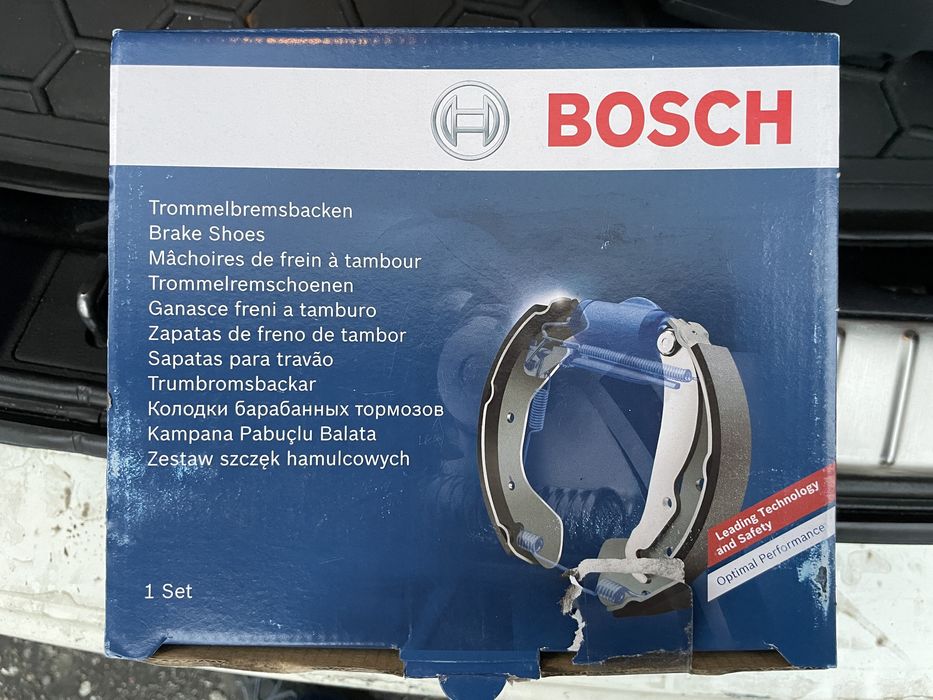 BOSCH
Trommelbremsbacken
Brake Shoes
Mâchoires de frein à tambour
Trommelremschoenen
Ganasce freni a tamburo
Zapatas de freno de tambor
Sapatas para travão
Trumbromsbackar
Колодки барабанных тормозов
Kampana Pabuçlu Balata
Zestaw szczęk hamulcowych
Leading Technology
and Safety
Optimal Performance
1 Set